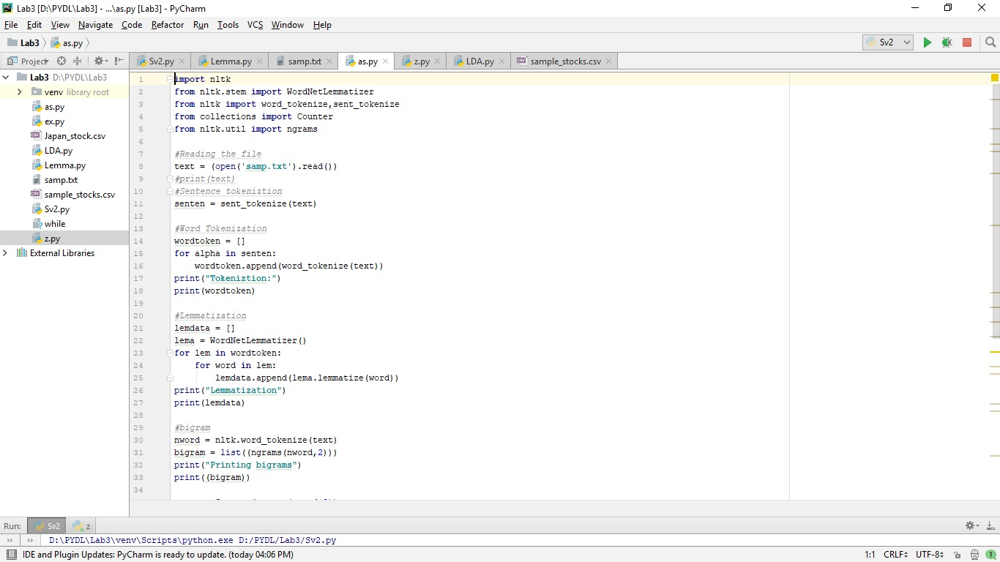 Lab3 [D:\PYDL\Lab3] - ...\as.py [Lab3] - PyCharm
File Edit View Navigate Code Refactor Run Tools VCS Window Help
Lab3 as.py Sv2
Project Sv2.py Lemma.py samp.txt as.py z.py LDA.py sample_stocks.csv
Lab3 D:\PYDL\Lab3
venv library root
as.py
ex.py
Japan_stock.csv
LDA.py
Lemma.py
samp.txt
sample_stocks.csv
Sv2.py
while
z.py
External Libraries
1 import nltk
2 from nltk.stem import WordNetLemmatizer
3 from nltk import word_tokenize,sent_tokenize
4 from collections import Counter
5 from nltk.util import ngrams
6
7 #Reading the file
8 text = (open('samp.txt').read())
9 #print(text)
10 #Sentence tokeniztion
11 senten = sent_tokenize(text)
12
13 #Word Tokenization
14 wordtoken = []
15 for alpha in senten:
16     wordtoken.append(word_tokenize(text))
17 print("Tokeniztion:")
18 print(wordtoken)
19
20 #Lemmatization
21 lemdata = []
22 lema = WordNetLemmatizer()
23 for lem in wordtoken:
24     for word in lem:
25         lemdata.append(lema.lemmatize(word))
26 print("Lemmatization")
27 print(lemdata)
28
29 #bigram
30 nword = nltk.word_tokenize(text)
31 bigram = list((ngrams(nword,2)))
32 print("Printing bigrams")
33 print((bigram))
34
Run: Sv2 z
D:\PYDL\Lab3\venv\Scripts\python.exe D:/PYDL/Lab3/Sv2.py
IDE and Plugin Updates: PyCharm is ready to update. (today 04:06 PM) 1:1 CRLF UTF-8 1